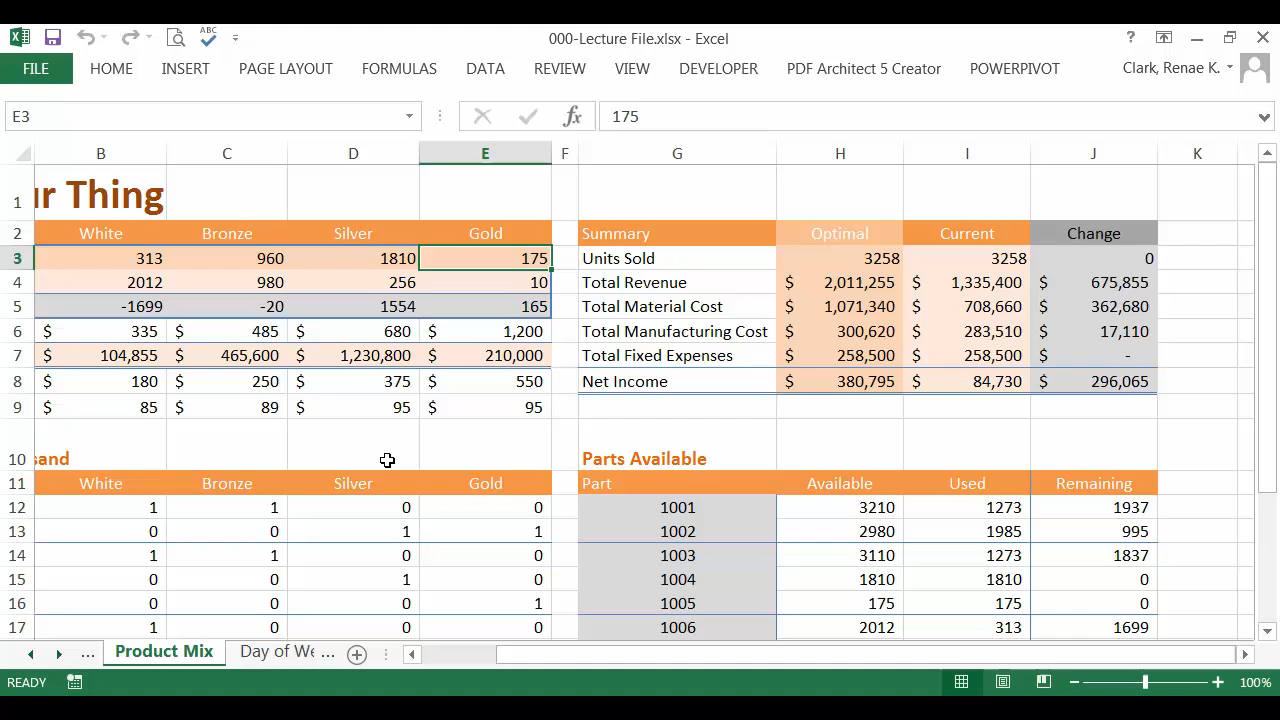 ABC
000-Lecture File.xlsx - Excel
?
FILE HOME INSERT PAGE LAYOUT FORMULAS DATA REVIEW VIEW DEVELOPER PDF Architect 5 Creator POWERPIVOT Clark, Renae K.
E3 fx 175
B C D E F G H I J K
1 ur Thing
2 White Bronze Silver Gold Summary Optimal Current Change
3 313 960 1810 175 Units Sold 3258 3258 0
4 2012 980 256 10 Total Revenue $ 2,011,255 $ 1,335,400 $ 675,855
5 -1699 -20 1554 165 Total Material Cost $ 1,071,340 $ 708,660 $ 362,680
6 $ 335 $ 485 $ 680 $ 1,200 Total Manufacturing Cost $ 300,620 $ 283,510 $ 17,110
7 $ 104,855 $ 465,600 $ 1,230,800 $ 210,000 Total Fixed Expenses $ 258,500 $ 258,500 $ -
8 $ 180 $ 250 $ 375 $ 550 Net Income $ 380,795 $ 84,730 $ 296,065
9 $ 85 $ 89 $ 95 $ 95
10 sand Parts Available
11 White Bronze Silver Gold Part Available Used Remaining
12 1 1 0 0 1001 3210 1273 1937
13 0 0 1 1 1002 2980 1985 995
14 1 1 0 0 1003 3110 1273 1837
15 0 0 1 0 1004 1810 1810 0
16 0 0 0 1 1005 175 175 0
17 1 0 0 0 1006 2012 313 1699
... Product Mix Day of We ...
READY 100%